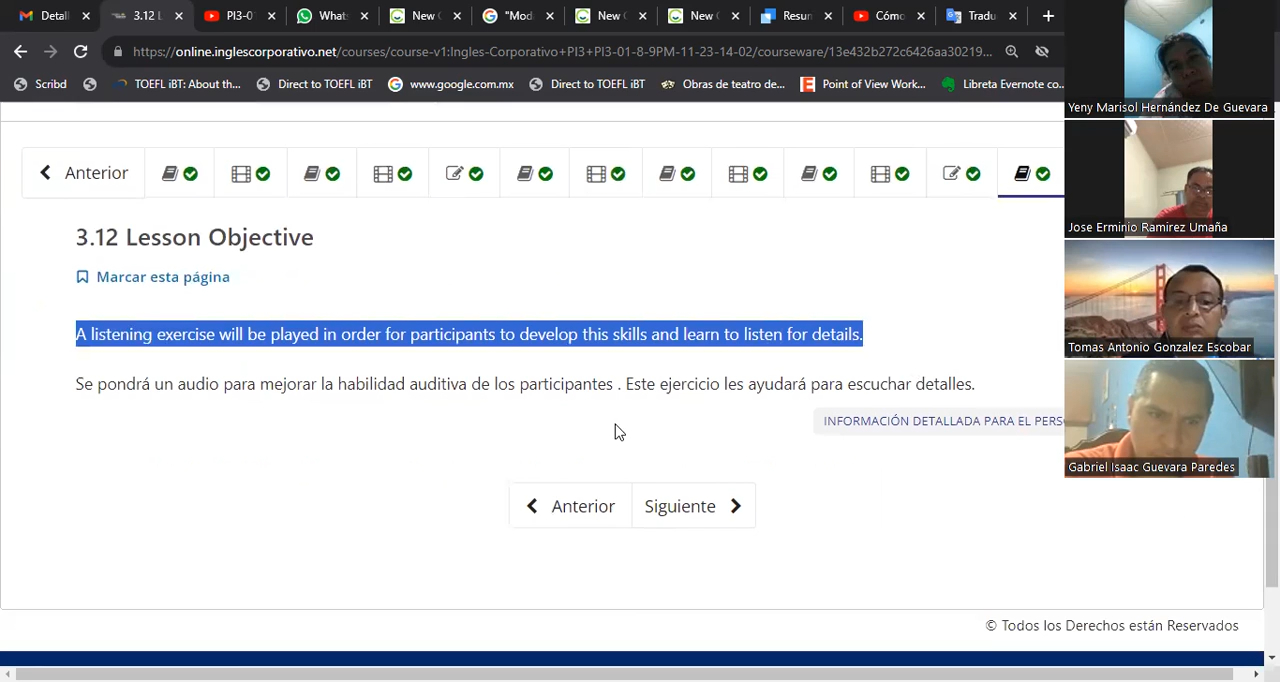 Detall
3.12 L
PI3-0
Whats
New C
"Mod
New C
New C
Resun
Cómo
Tradu
https://online.inglescorporativo.net/courses/course-v1:Ingles-Corporativo+PI3+PI3-01-8-9PM-11-23-14-02/courseware/13e432b272c6426aa30219...
Scribd
TOEFL iBT: About th...
Direct to TOEFL iBT
www.google.com.mx
Direct to TOEFL iBT
Obras de teatro de...
Point of View Work...
Libreta Evernote co...
Anterior
3.12 Lesson Objective
Marcar esta página
A listening exercise will be played in order for participants to develop this skills and learn to listen for details.
Se pondrá un audio para mejorar la habilidad auditiva de los participantes . Este ejercicio les ayudará para escuchar detalles.
INFORMACIÓN DETALLADA PARA EL PERS
Anterior
Siguiente
© Todos los Derechos están Reservados
Yeny Marisol Hernández De Guevara
Jose Erminio Ramirez Umaña
Tomas Antonio Gonzalez Escobar
Gabriel Isaac Guevara Paredes